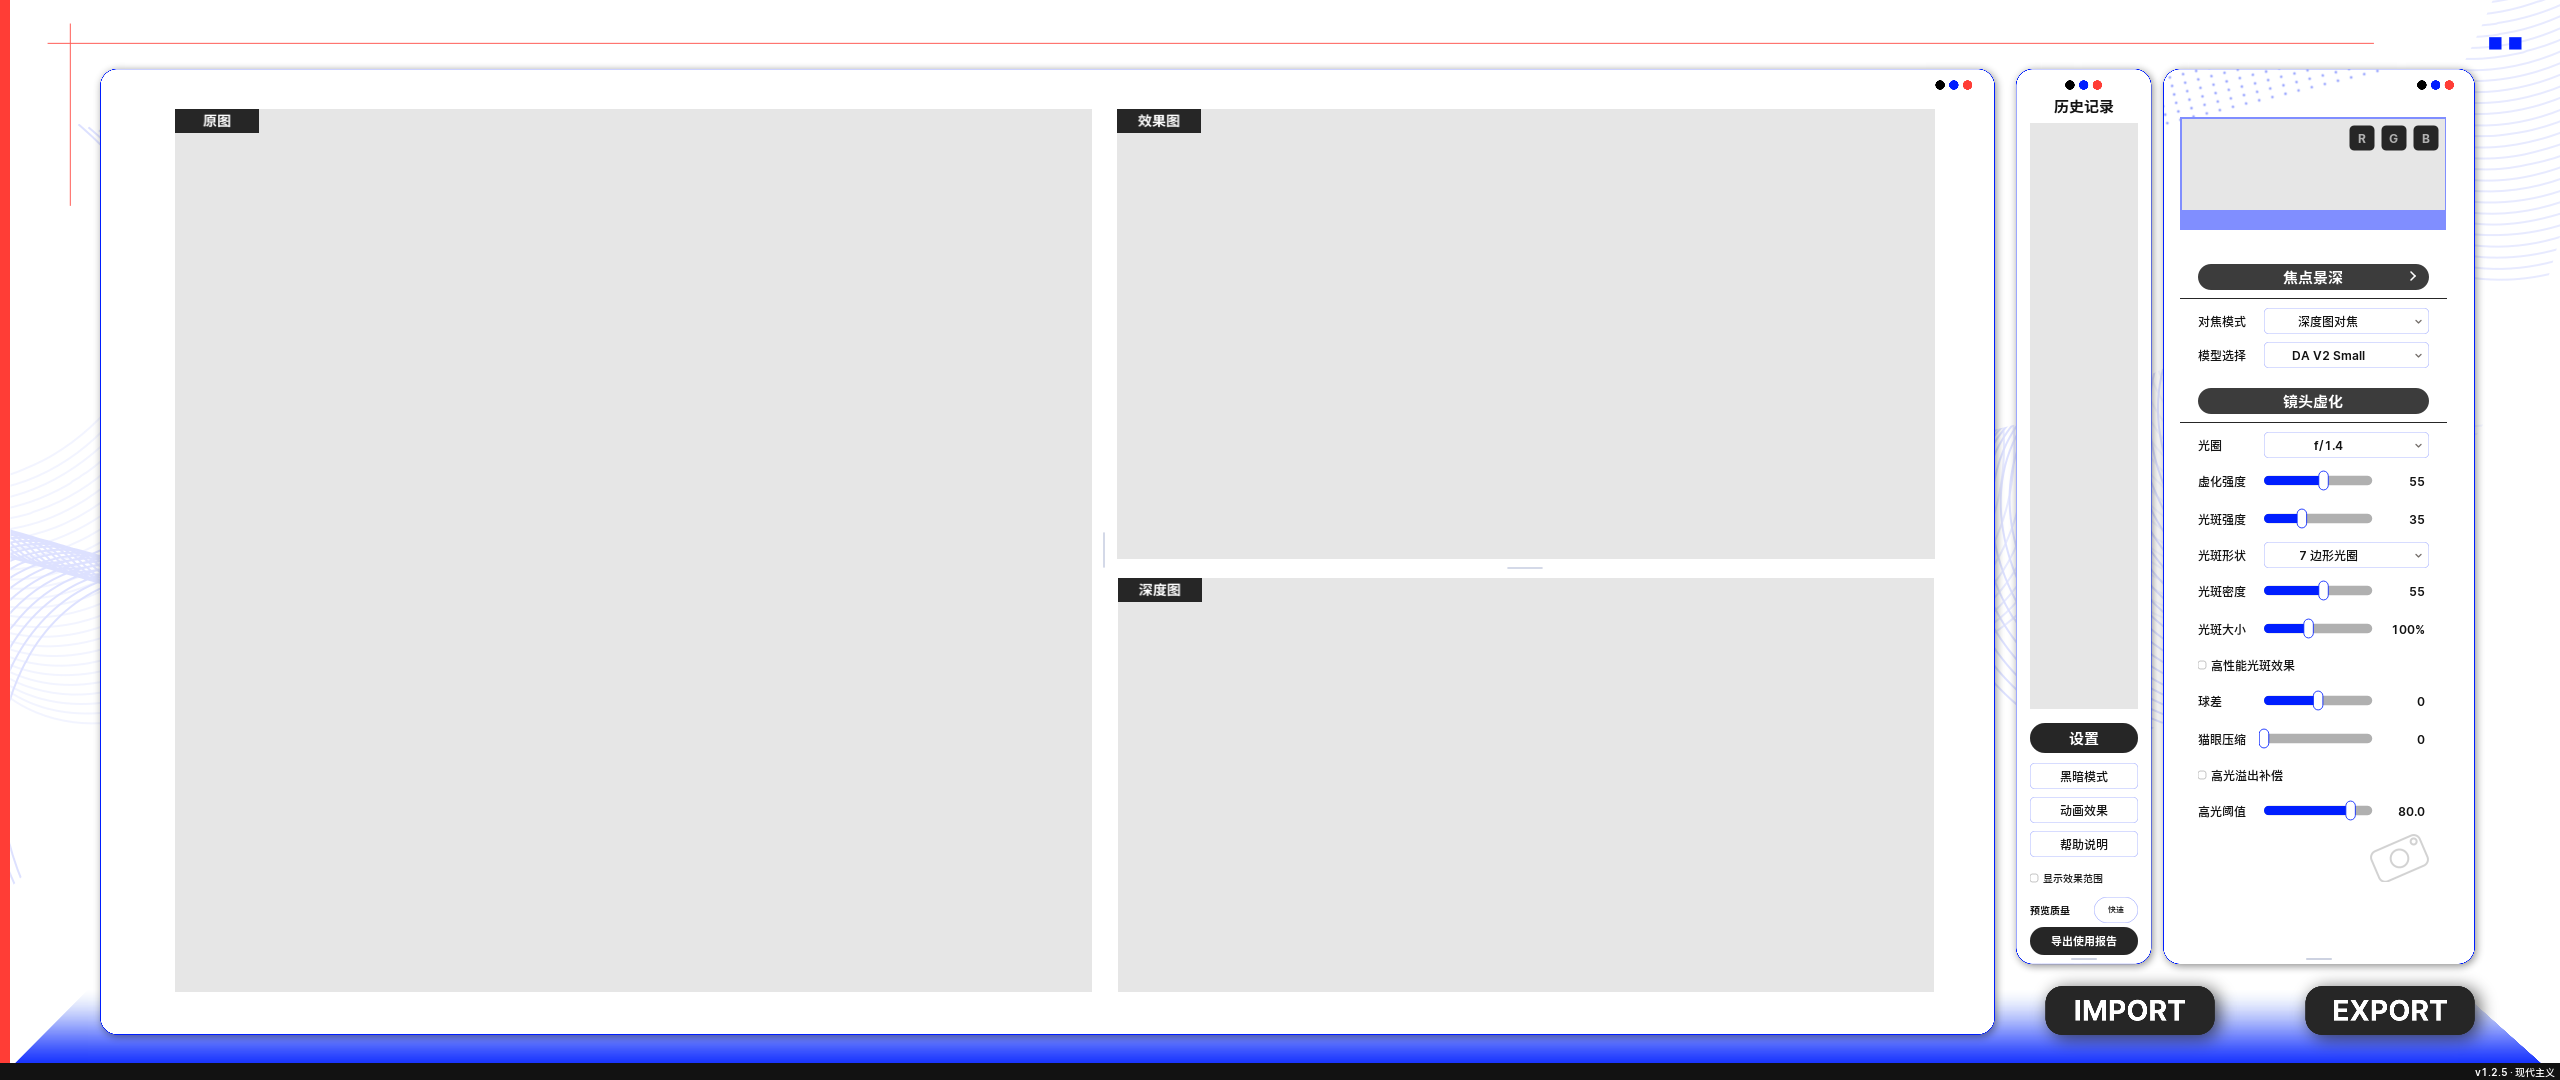 原图
效果图
深度图
历史记录
设置
黑暗模式
动画效果
帮助说明
显示效果范围
预览质量 快速
导出使用报告
R G B
焦点景深
对焦模式 深度图对焦
模型选择 DA V2 Small
镜头虚化
光圈 f/1.4
虚化强度 55
光斑强度 35
光斑形状 7 边形光圈
光斑密度 55
光斑大小 100%
高性能光斑效果
球差 0
猫眼压缩 0
高光溢出补偿
高光阈值 80.0
IMPORT EXPORT
v1.2.5 · 现代主义